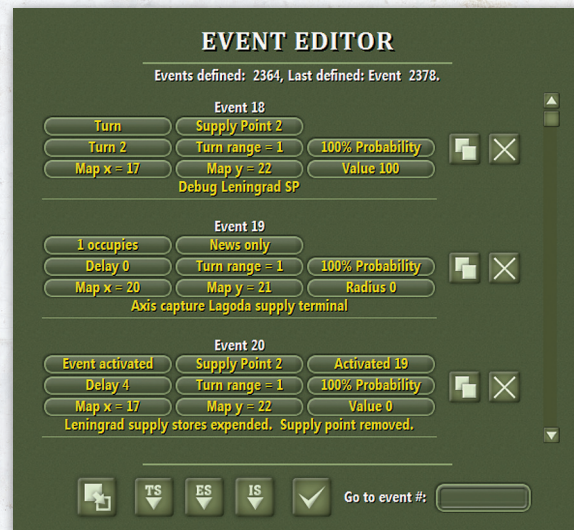 EVENT EDITOR
Events defined: 2364, Last defined: Event 2378.
Event 18
Turn Supply Point 2
Turn 2 Turn range = 1 100% Probability
Map x = 17 Map y = 22 Value 100
Debug Leningrad SP
Event 19
1 occupies News only
Delay 0 Turn range = 1 100% Probability
Map x = 20 Map y = 21 Radius 0
Axis capture Lagoda supply terminal
Event 20
Event activated Supply Point 2 Activated 19
Delay 4 Turn range = 1 100% Probability
Map x = 17 Map y = 22 Value 0
Leningrad supply stores expended. Supply point removed.
TS ES IS Go to event #: